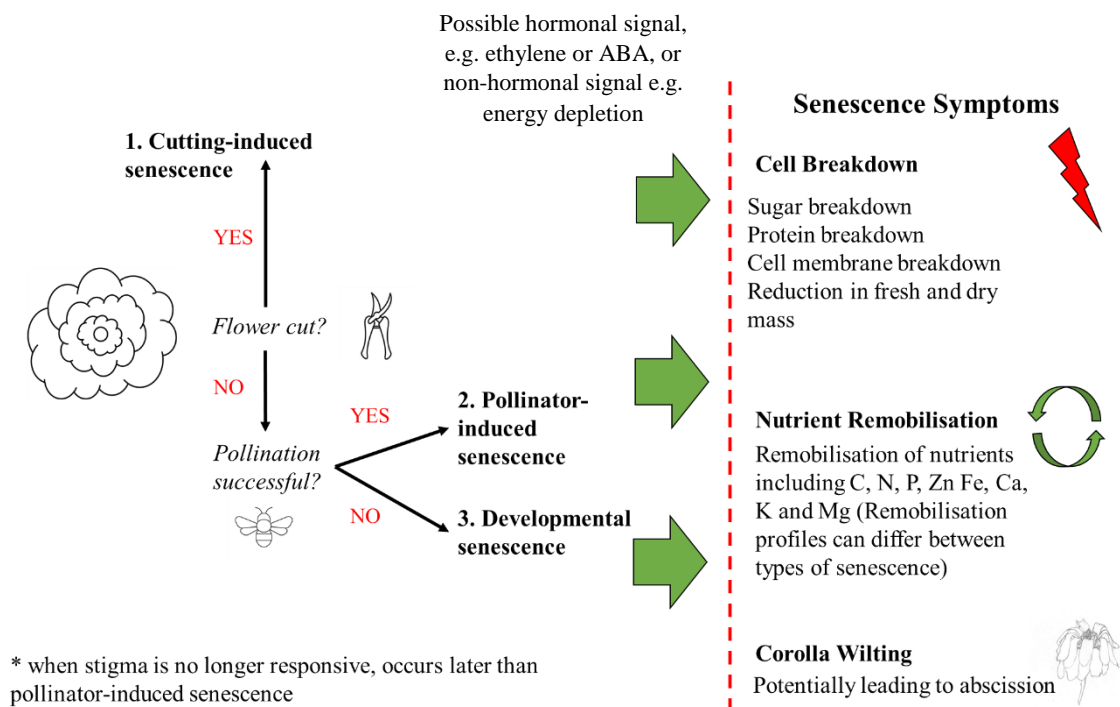 Possible hormonal signal,
e.g. ethylene or ABA, or
non-hormonal signal e.g.
energy depletion
1. Cutting-induced
senescence
YES
Flower cut?
NO
Pollination
successful?
YES
2. Pollinator-
induced
senescence
NO
3. Developmental
senescence
* when stigma is no longer responsive, occurs later than
pollinator-induced senescence
Senescence Symptoms
Cell Breakdown
Sugar breakdown
Protein breakdown
Cell membrane breakdown
Reduction in fresh and dry
mass
Nutrient Remobilisation
Remobilisation of nutrients
including C, N, P, Zn Fe, Ca,
K and Mg (Remobilisation
profiles can differ between
types of senescence)
Corolla Wilting
Potentially leading to abscission